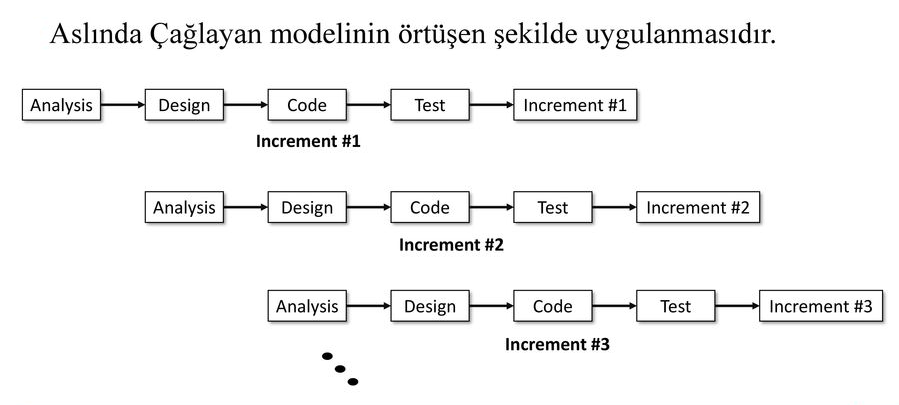 Aslında Çağlayan modelinin örtüşen şekilde uygulanmasıdır.
Analysis Design Code Test Increment #1
Increment #1
Analysis Design Code Test Increment #2
Increment #2
Analysis Design Code Test Increment #3
Increment #3